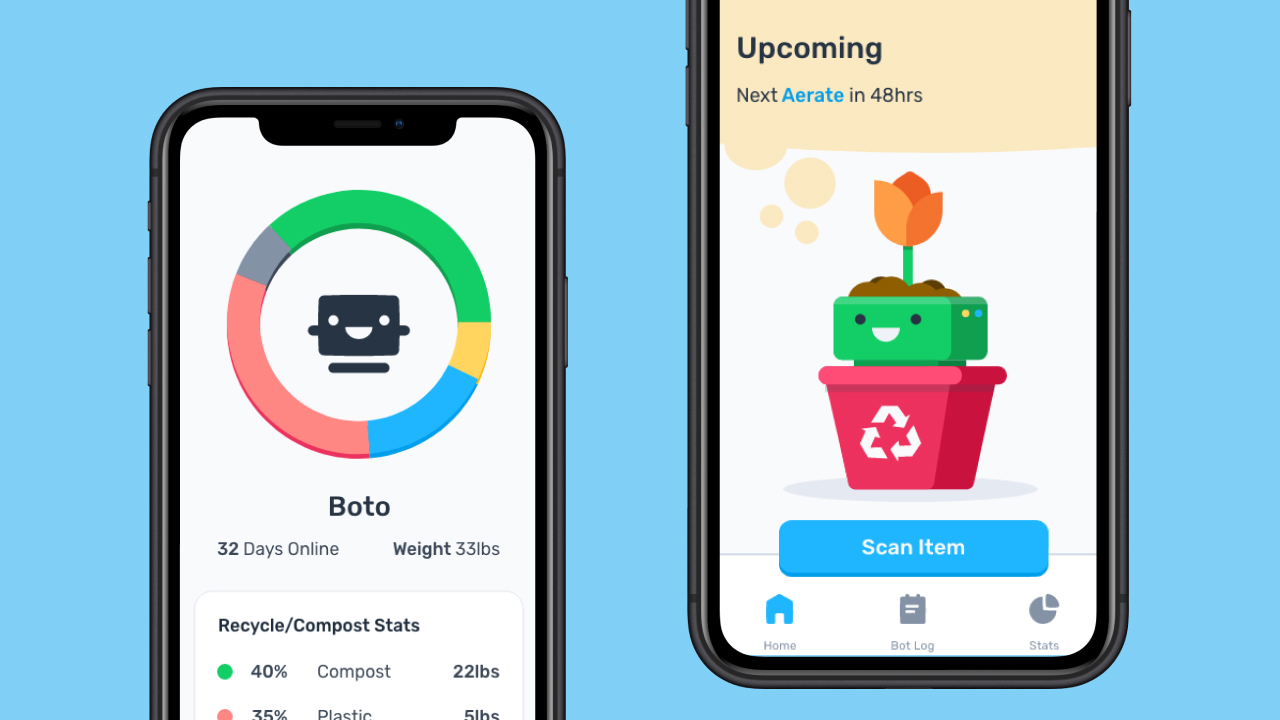 Boto
32 Days Online
Weight 33lbs
Recycle/Compost Stats
40% Compost 22lbs
35% Plastic 5lbs
Upcoming
Next Aerate in 48hrs
Scan Item
Home
Bot Log
Stats